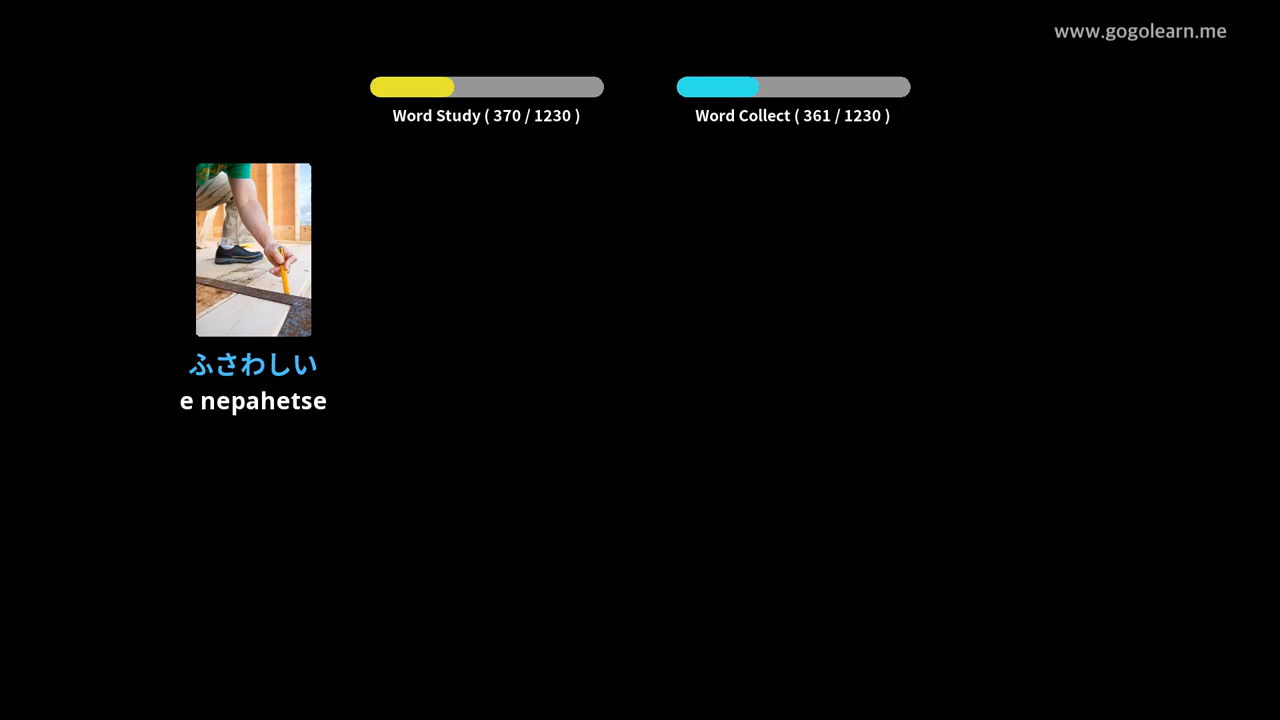 www.gogolearn.me
Word Study ( 370 / 1230 )
Word Collect ( 361 / 1230 )
ふさわしい
e nepahetse